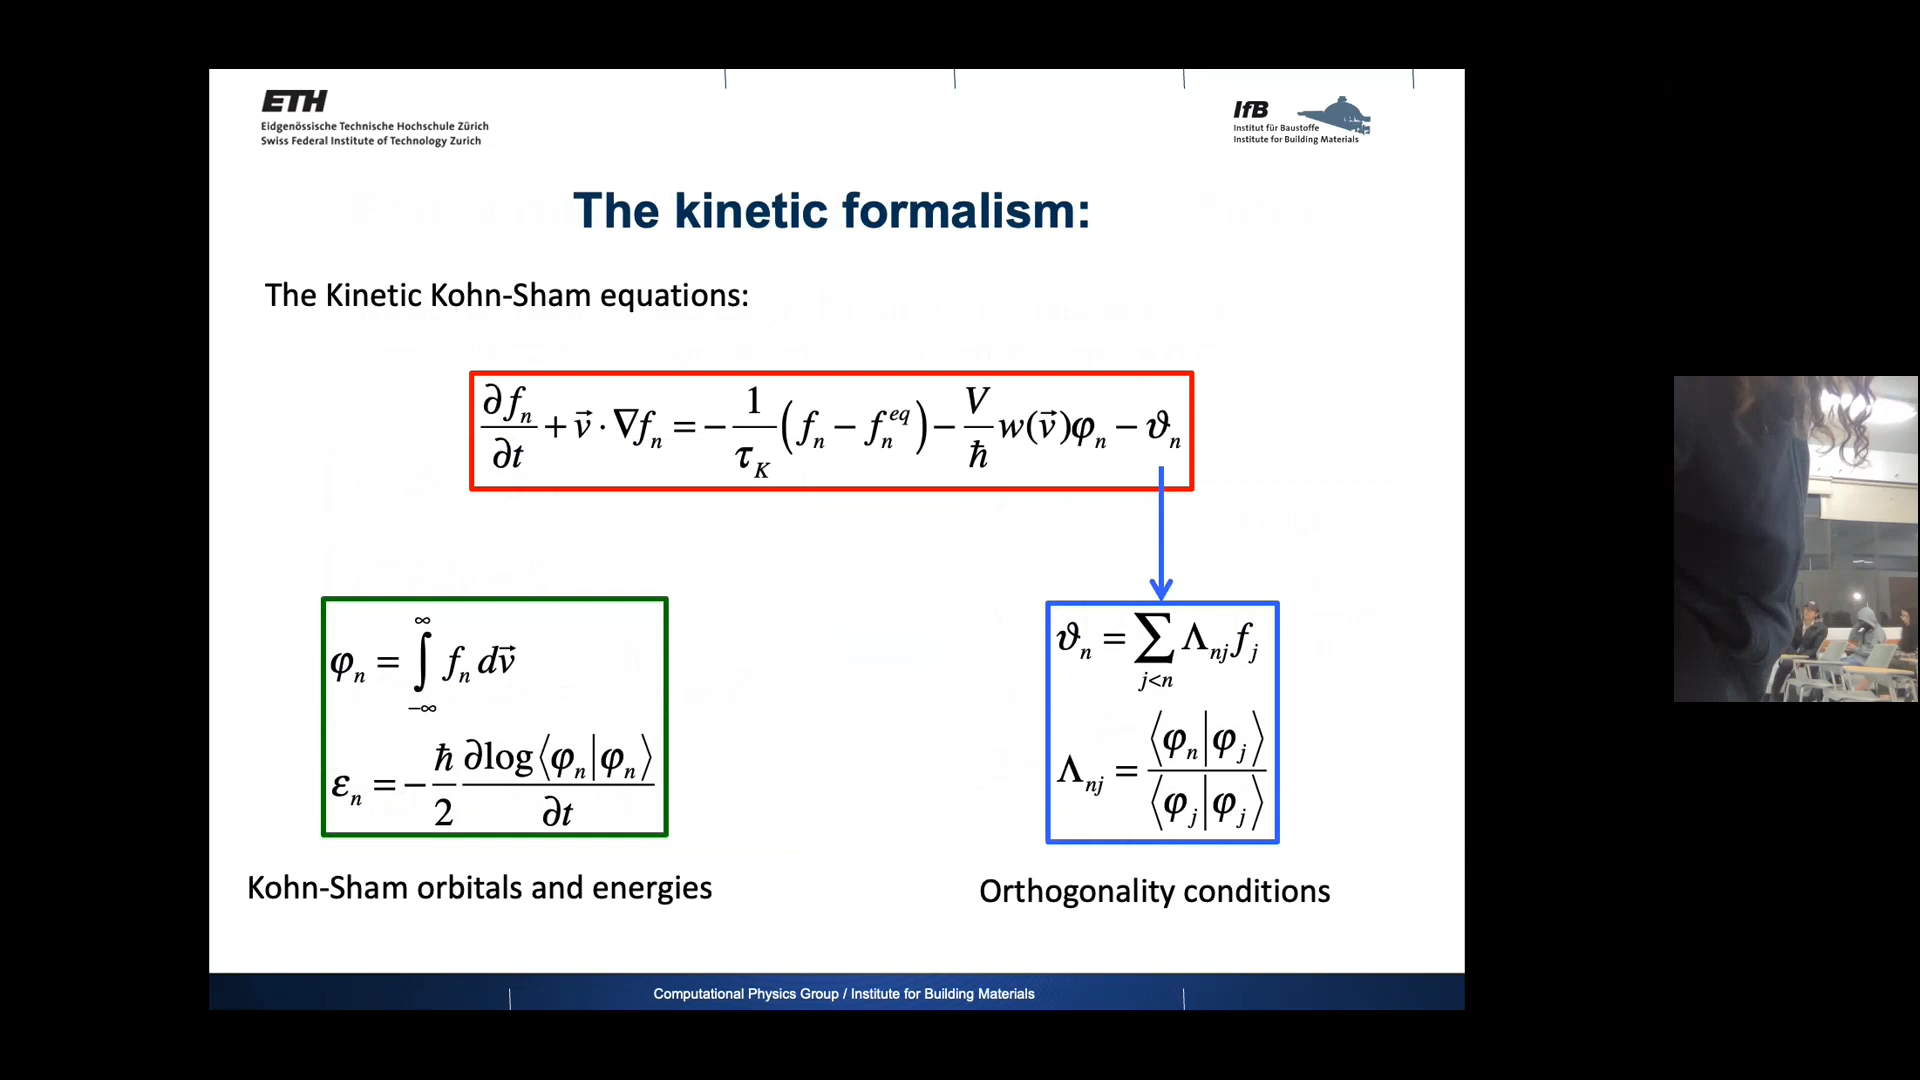 ETH
Eidgenössische Technische Hochschule Zürich
Swiss Federal Institute of Technology Zurich
IfB
Institut für Baustoffe
Institute for Building Materials
The kinetic formalism:
The Kinetic Kohn-Sham equations:
∂f_n/∂t + v⃗ · ∇f_n = − 1/τ_K (f_n − f_n^eq) − V/ħ w(v⃗)φ_n − ϑ_n
φ_n = ∫_{−∞}^{∞} f_n dv⃗
ε_n = − ħ/2 ∂log⟨φ_n|φ_n⟩/∂t
Kohn-Sham orbitals and energies
ϑ_n = ∑_{j<n} Λ_nj f_j
Λ_nj = ⟨φ_n|φ_j⟩/⟨φ_j|φ_j⟩
Orthogonality conditions
Computational Physics Group / Institute for Building Materials